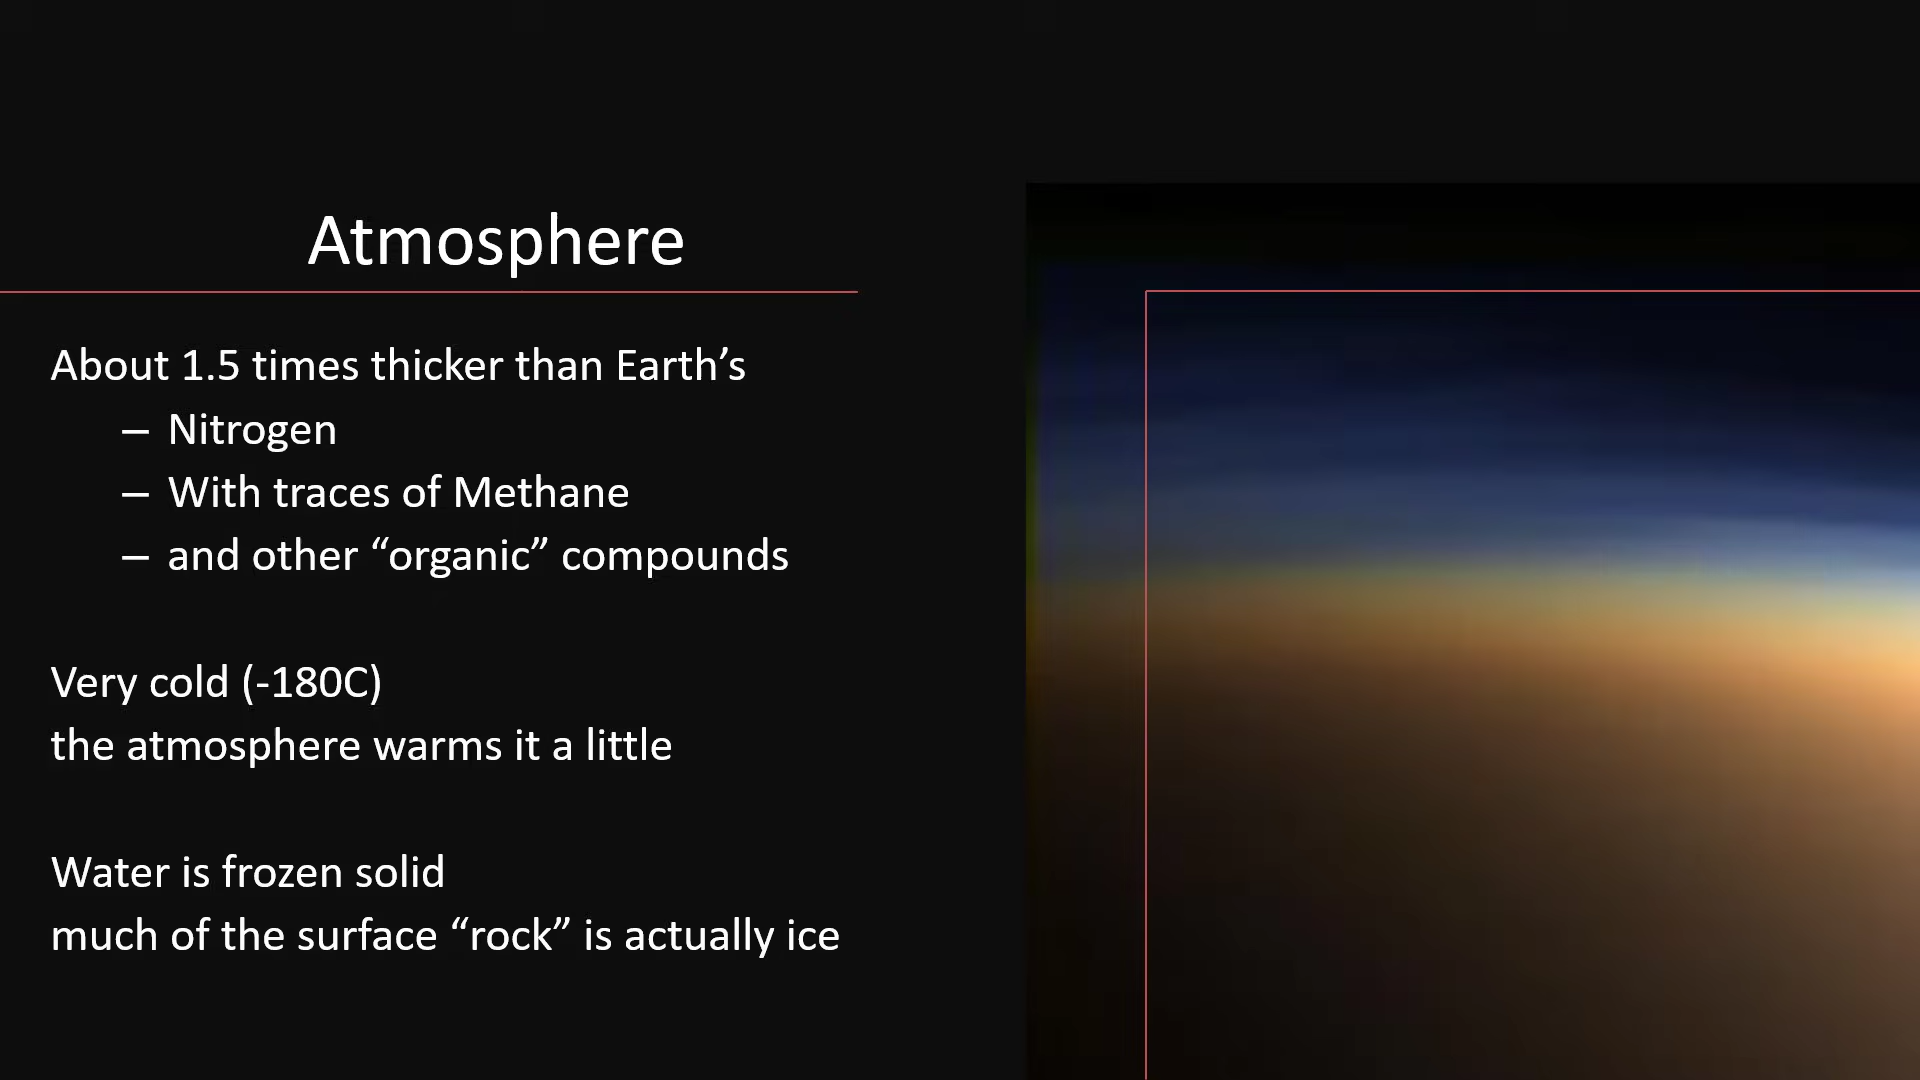 Atmosphere
About 1.5 times thicker than Earth’s
– Nitrogen
– With traces of Methane
– and other “organic” compounds
Very cold (-180C)
the atmosphere warms it a little
Water is frozen solid
much of the surface “rock” is actually ice